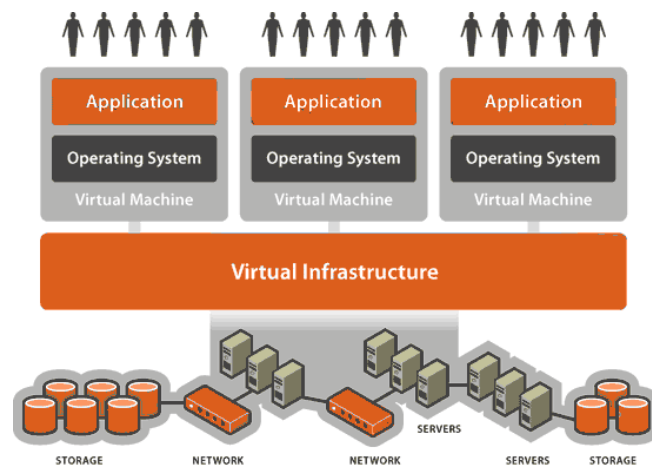 Application
Application
Application
Operating System
Operating System
Operating System
Virtual Machine
Virtual Machine
Virtual Machine
Virtual Infrastructure
SERVERS
STORAGE
NETWORK
NETWORK
SERVERS
STORAGE